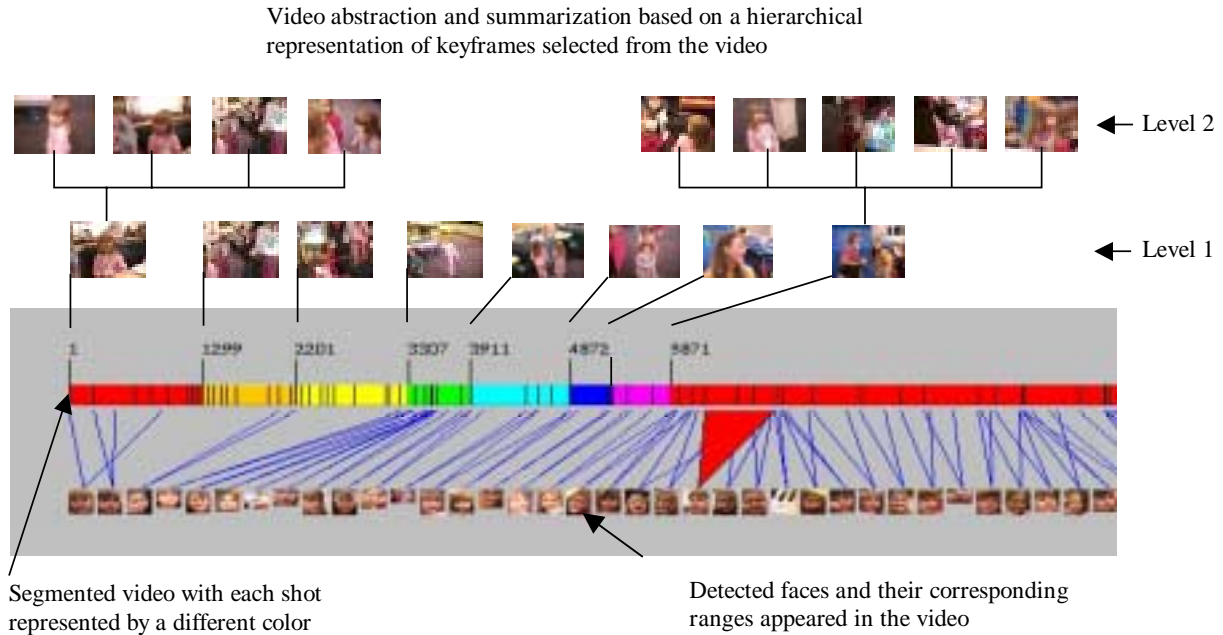 Video abstraction and summarization based on a hierarchical
representation of keyframes selected from the video
Level 2
Level 1
1 1299 2201 3307 3911 4872 5871
Segmented video with each shot
represented by a different color
Detected faces and their corresponding
ranges appeared in the video